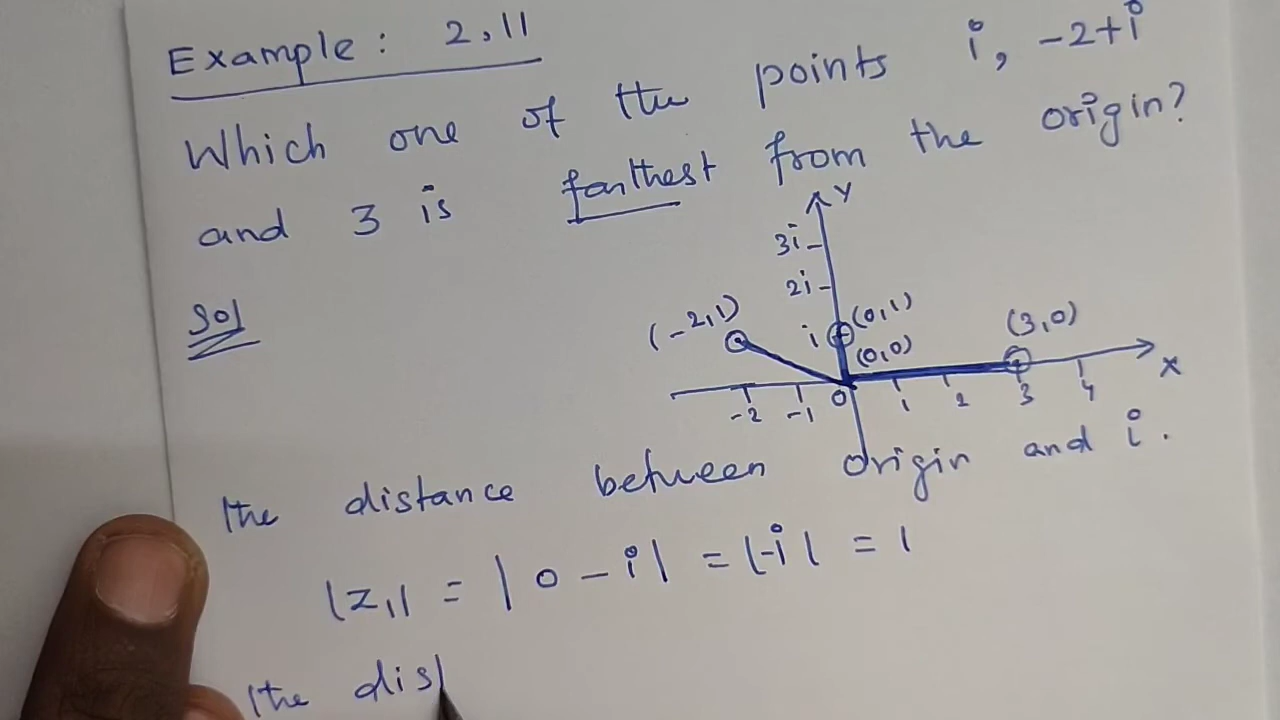 Example: 2.11
Which one of the points i, -2+i
and 3 is farthest from the origin?
Sol
Y
3i
2i
i
(-2,1)
(0,1)
(0,0)
(3,0)
X
-2 -1 0 1 2 3 4
the distance between origin and i.
|z₁| = |0-i| = |-i| = 1
the dist